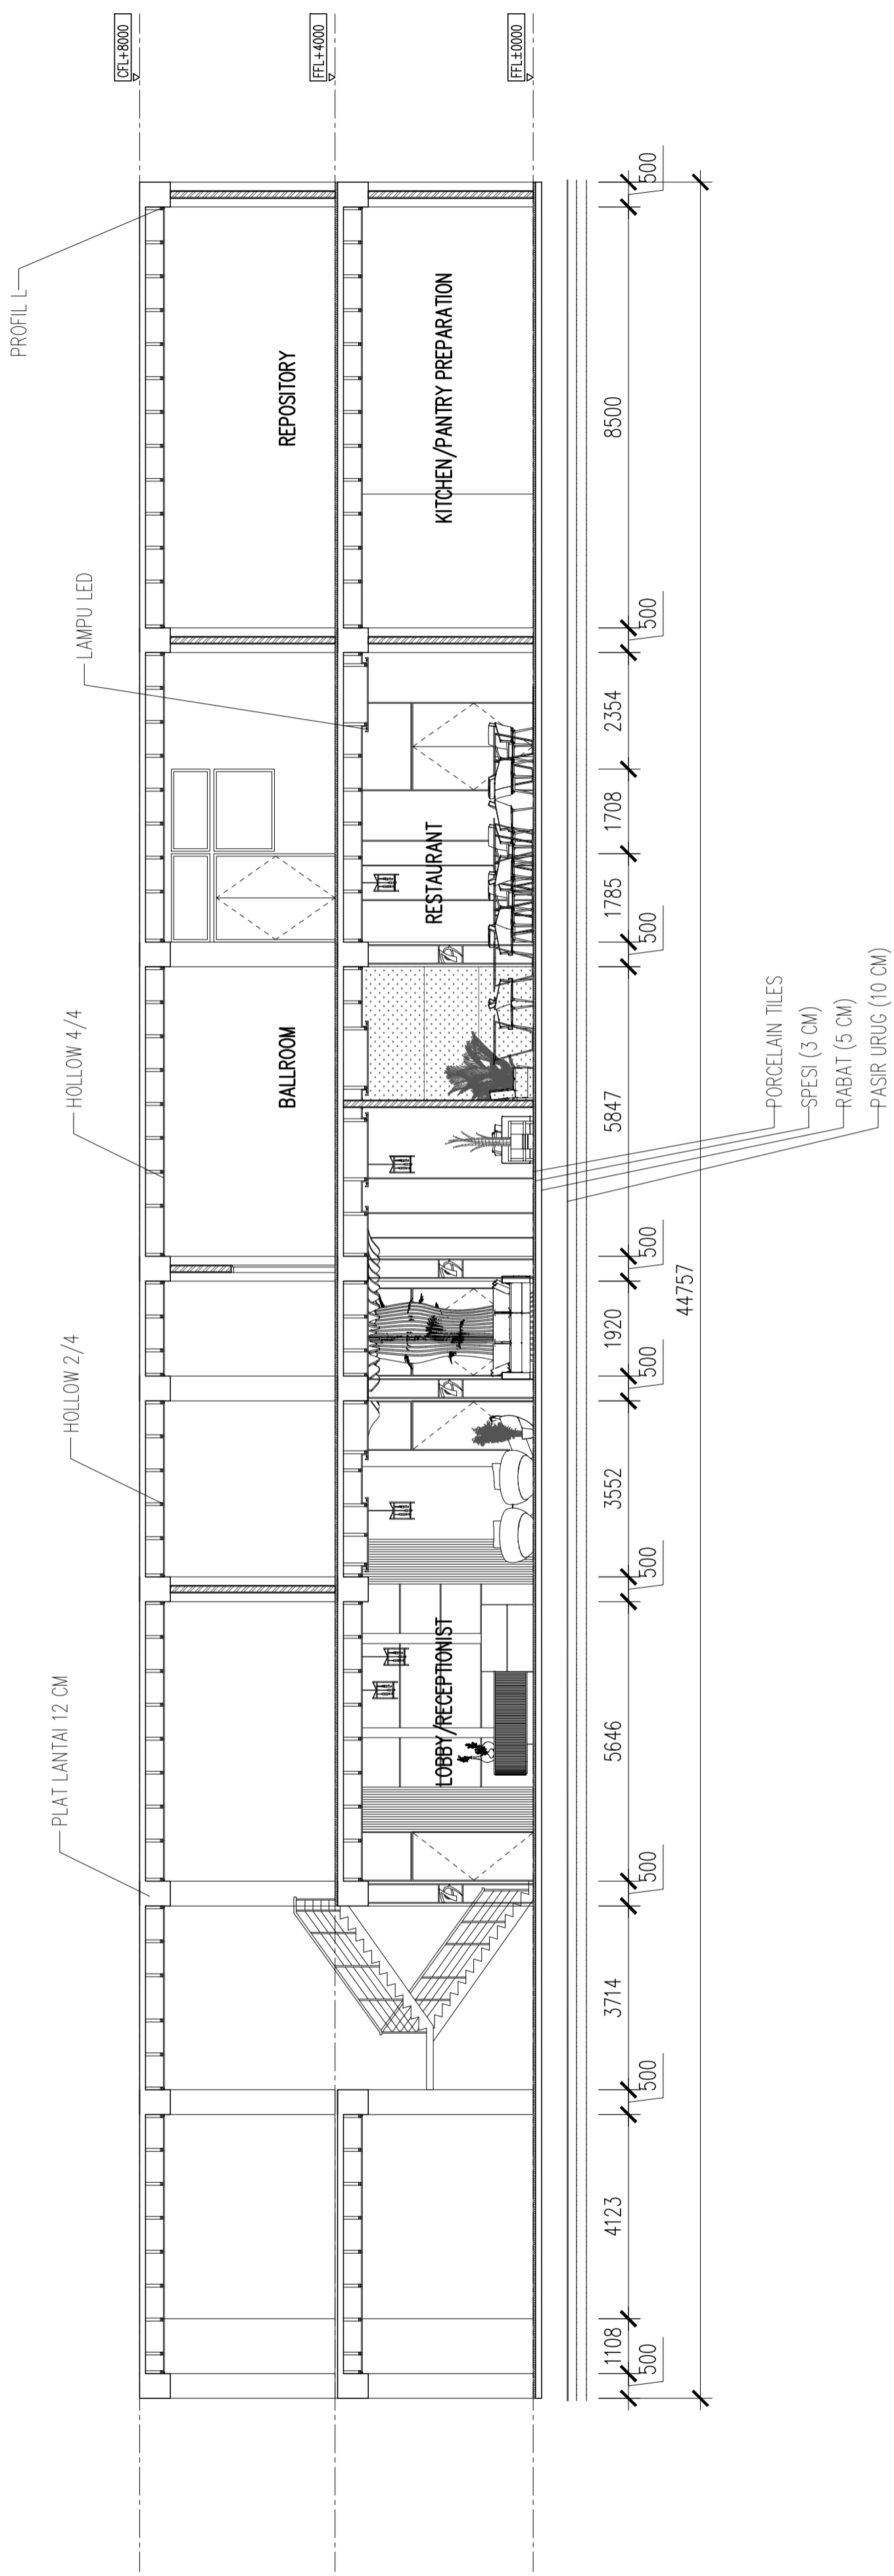 PROFIL L
LAMPU LED
HOLLOW 4/4
HOLLOW 2/4
PLAT LANTAI 12 CM
CFL+8000
BALLROOM
REPOSITORY
FFL+4000
LOBBY/RECEPTIONIST
RESTAURANT
KITCHEN/PANTRY PREPARATION
FFL±0000
1108 4123 3714 5646 3552 1920 5847 1785 1708 2354 8500
500 500 500 500 500 500 500 500 500
44757
PORCELAIN TILES
SPESI (3 CM)
RABAT (5 CM)
PASIR URUG (10 CM)